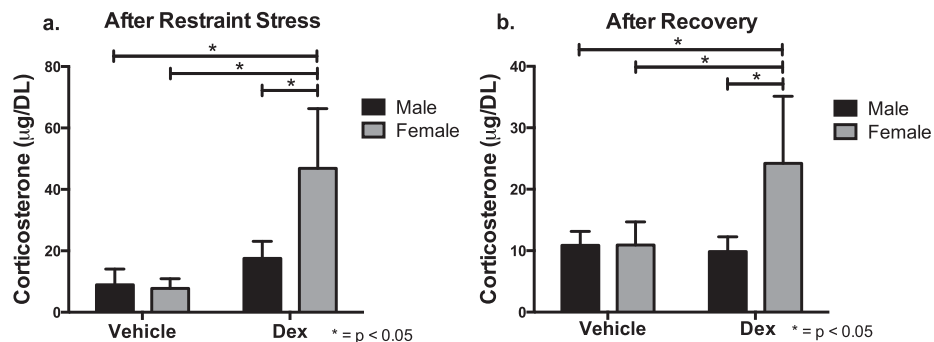 a. After Restraint Stress
*
*
*
80
60
40
20
0
Corticosterone (µg/DL)
Male
Female
Vehicle Dex
* = p < 0.05
b. After Recovery
*
*
*
40
30
20
10
0
Corticosterone (µg/DL)
Male
Female
Vehicle Dex
* = p < 0.05